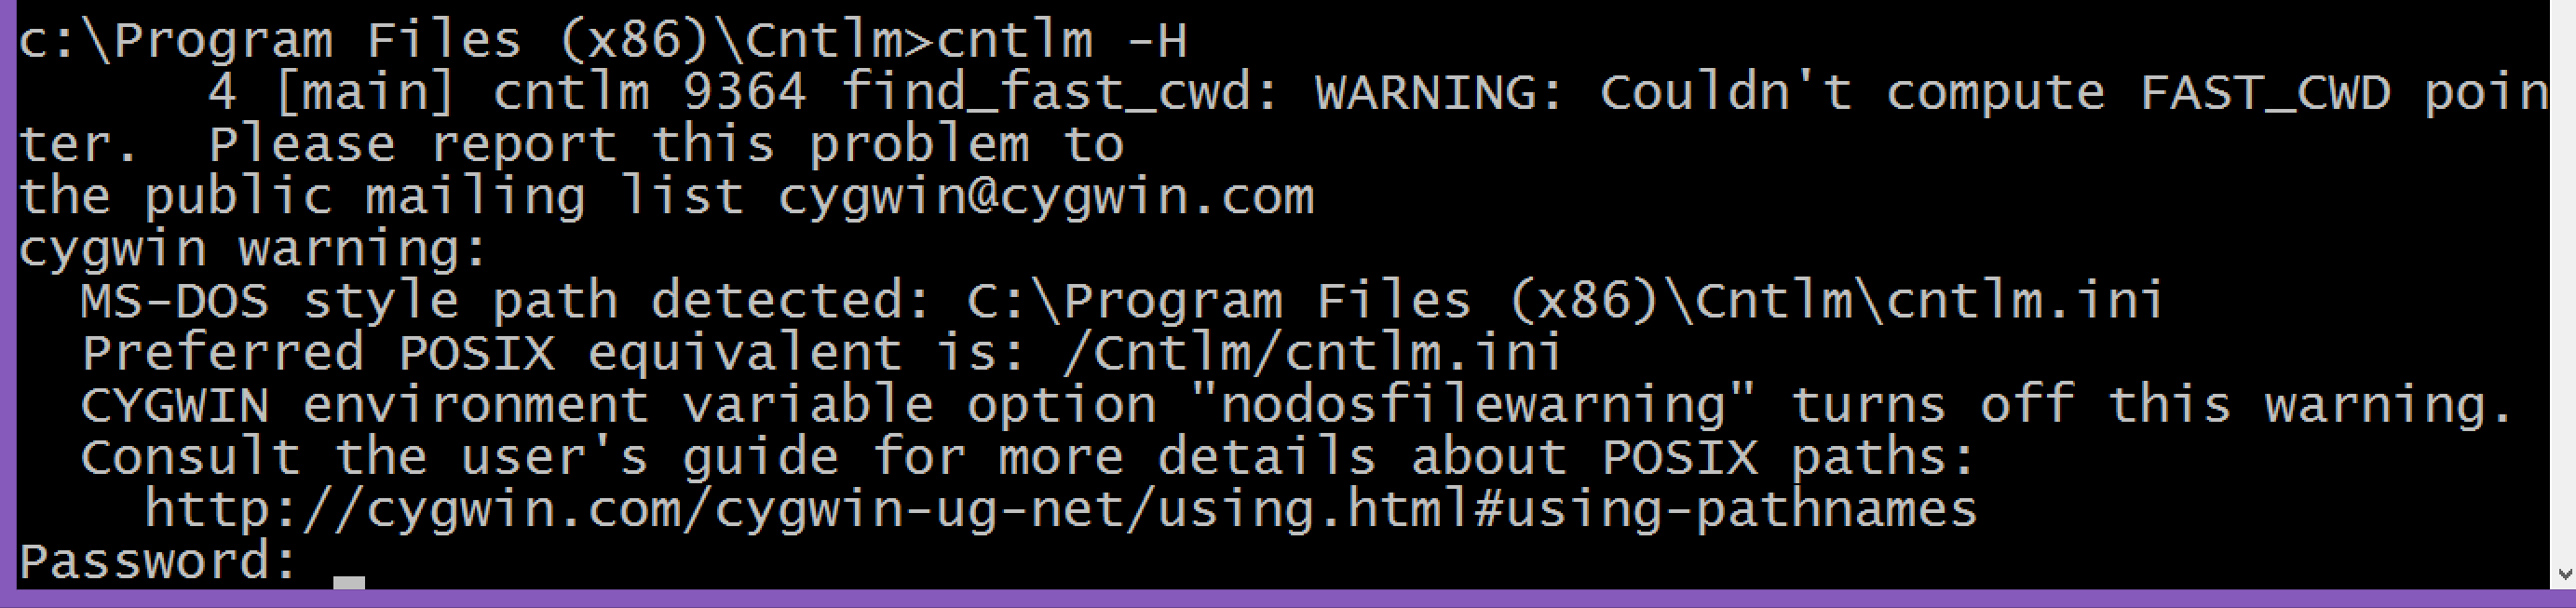 c:\Program Files (x86)\Cntlm>cntlm -H
      4 [main] cntlm 9364 find_fast_cwd: WARNING: Couldn't compute FAST_CWD poin
ter.  Please report this problem to
the public mailing list cygwin@cygwin.com
cygwin warning:
  MS-DOS style path detected: C:\Program Files (x86)\Cntlm\cntlm.ini
  Preferred POSIX equivalent is: /Cntlm/cntlm.ini
  CYGWIN environment variable option "nodosfilewarning" turns off this warning.
  Consult the user's guide for more details about POSIX paths:
    http://cygwin.com/cygwin-ug-net/using.html#using-pathnames
Password: